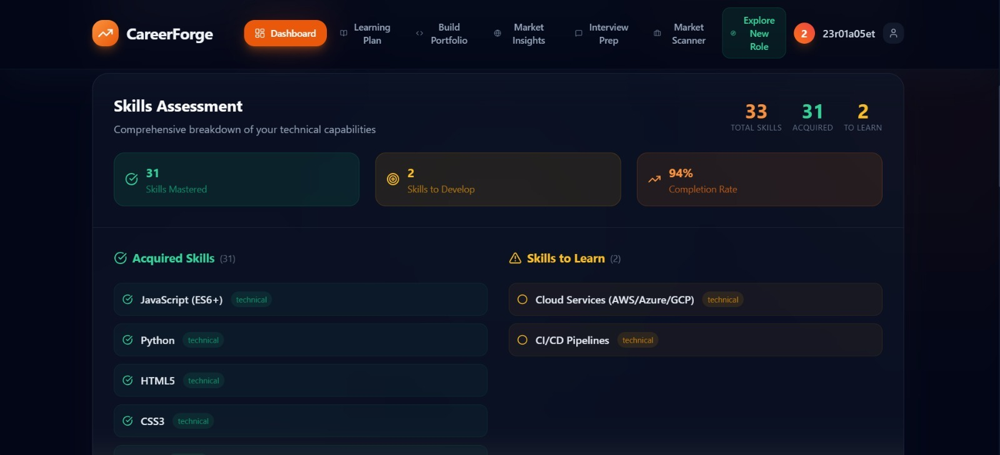 CareerForge
Dashboard
Learning
Plan
Build
Portfolio
Market
Insights
Interview
Prep
Market
Scanner
Explore
New
Role
2
23r01a05et
Skills Assessment
Comprehensive breakdown of your technical capabilities
33
TOTAL SKILLS
31
ACQUIRED
2
TO LEARN
31
Skills Mastered
2
Skills to Develop
94%
Completion Rate
Acquired Skills (31)
JavaScript (ES6+) technical
Python technical
HTML5 technical
CSS3 technical
Skills to Learn (2)
Cloud Services (AWS/Azure/GCP) technical
CI/CD Pipelines technical